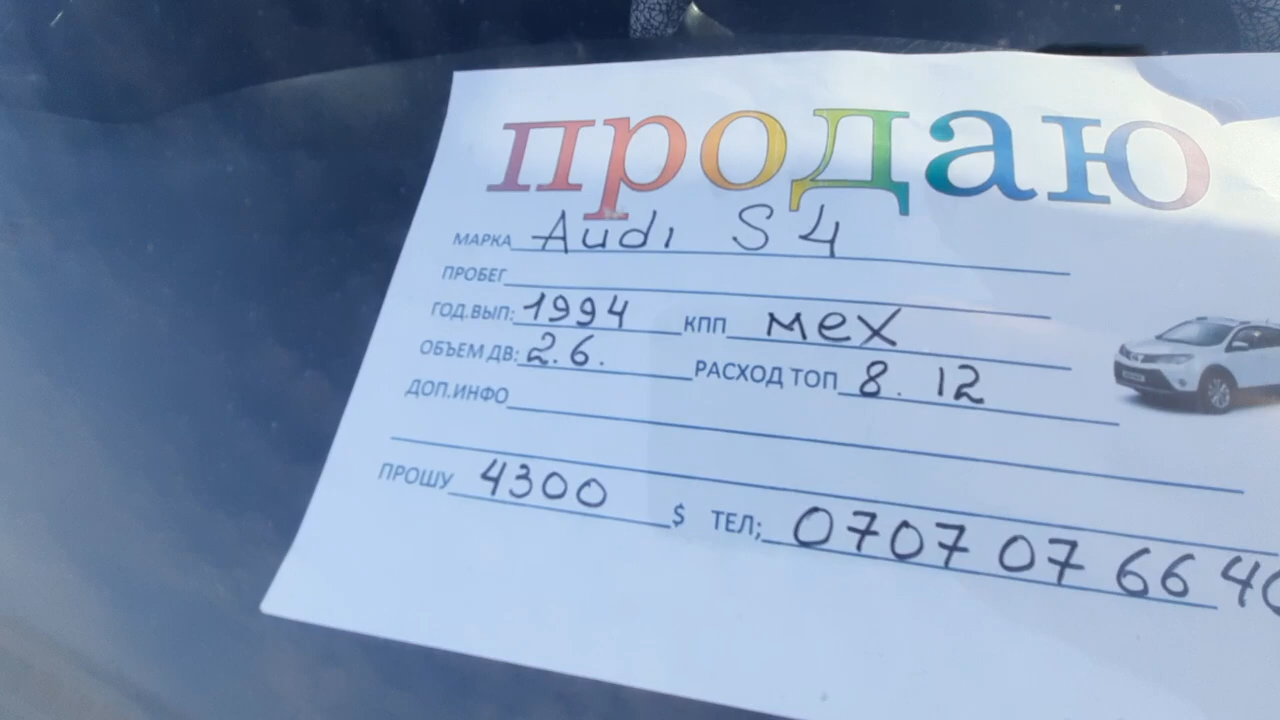 продаю
МАРКА Audi S4
ПРОБЕГ
ГОД.ВЫП: 1994 КПП мех
ОБЪЕМ ДВ: 2.6. РАСХОД ТОП 8. 12
ДОП.ИНФО
ПРОШУ 4300 $ ТЕЛ; 0707 07 66 40